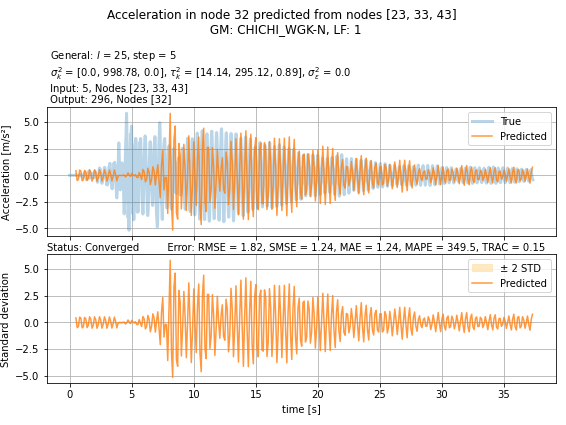 Acceleration in node 32 predicted from nodes [23, 33, 43]
GM: CHICHI_WGK-N, LF: 1
General: l = 25, step = 5
σ²ₖ = [0.0, 998.78, 0.0], τ²ₖ = [14.14, 295.12, 0.89], σ²ε = 0.0
Input: 5, Nodes [23, 33, 43]
Output: 296, Nodes [32]
Acceleration [m/s²]
5.0
2.5
0.0
−2.5
−5.0
True
Predicted
Status: Converged Error: RMSE = 1.82, SMSE = 1.24, MAE = 1.24, MAPE = 349.5, TRAC = 0.15
Standard deviation
5.0
2.5
0.0
−2.5
−5.0
± 2 STD
Predicted
0 5 10 15 20 25 30 35
time [s]